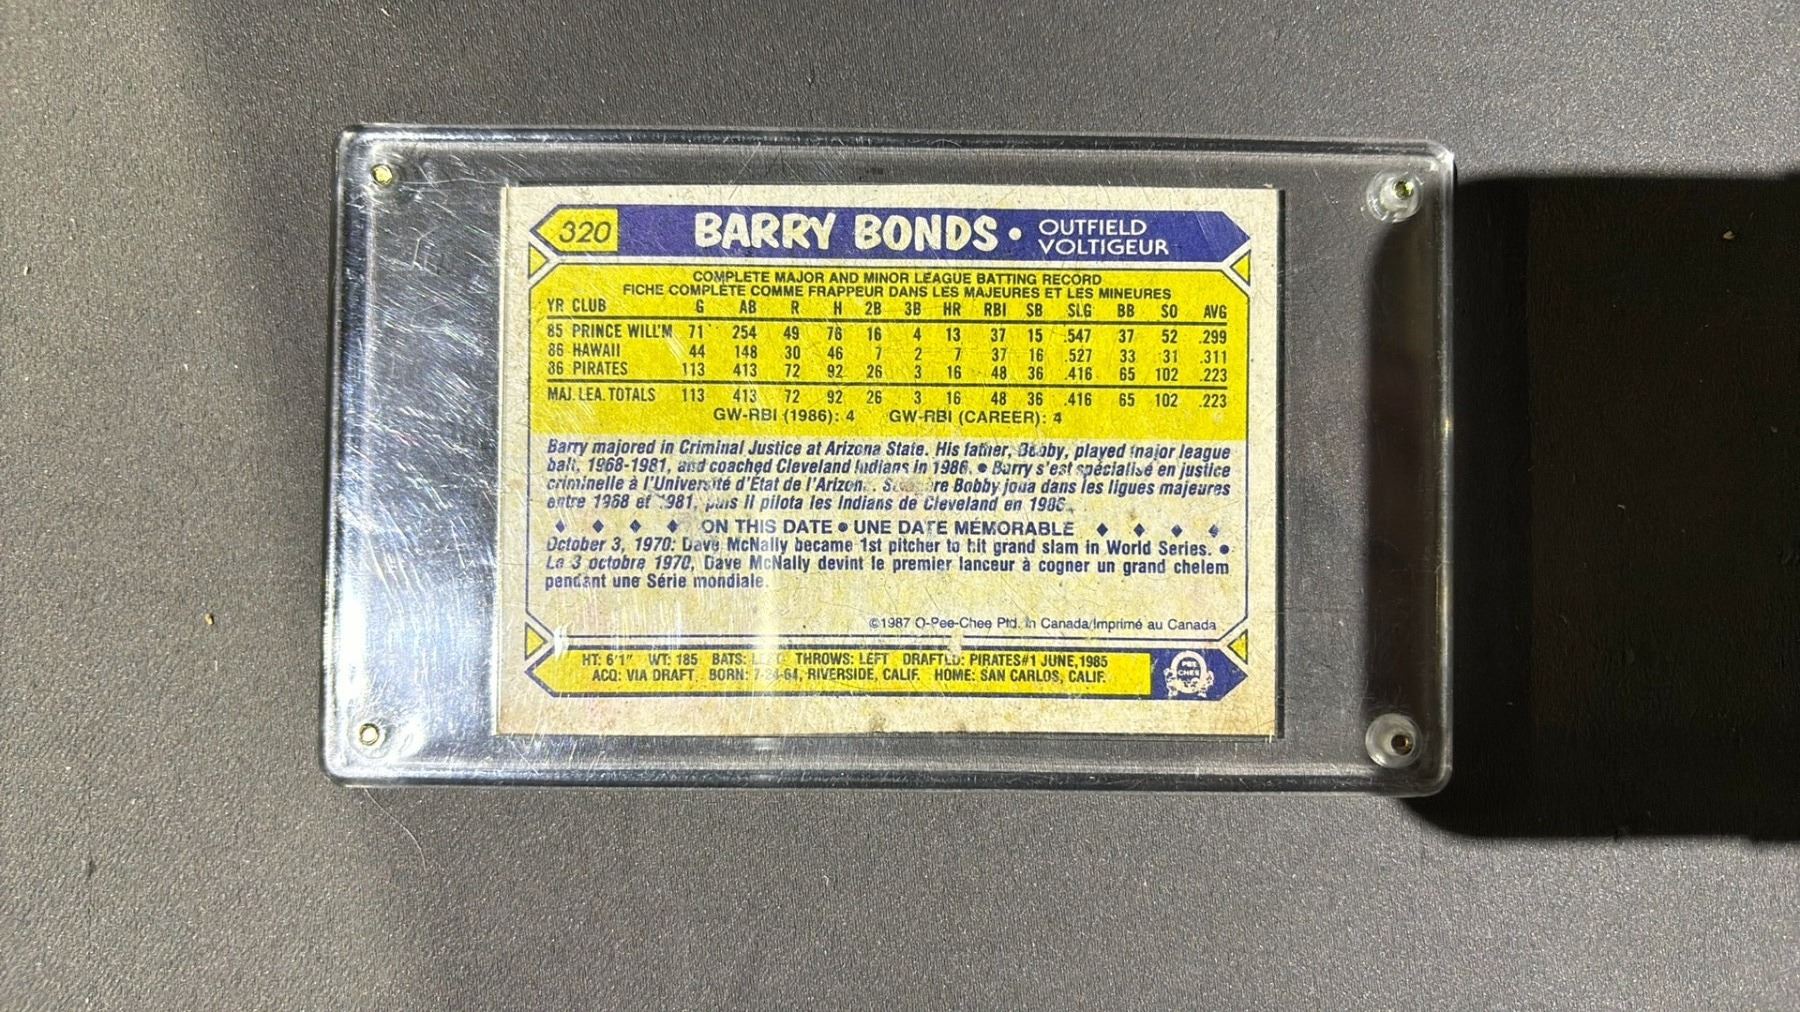 320 BARRY BONDS • OUTFIELD
VOLTIGEUR
COMPLETE MAJOR AND MINOR LEAGUE BATTING RECORD
FICHE COMPLÈTE COMME FRAPPEUR DANS LES MAJEURES ET LES MINEURES
YR CLUB G AB R H 2B 3B HR RBI SB SLG BB SO AVG
85 PRINCE WILL'M 71 254 49 76 16 4 13 37 15 .547 37 52 .299
86 HAWAII 44 148 30 46 7 2 7 37 16 .527 33 31 .311
86 PIRATES 113 413 72 92 26 3 16 48 36 .416 65 102 .223
MAJ. LEA. TOTALS 113 413 72 92 26 3 16 48 36 .416 65 102 .223
GW-RBI (1986): 4 GW-RBI (CAREER): 4
Barry majored in Criminal Justice at Arizona State. His father, Bobby, played major league
ball, 1968-1981, and coached Cleveland Indians in 1986. • Barry s'est spécialisé en justice
criminelle à l'Université d'État de l'Arizona. Bobby joua dans les ligues majeures
entre 1968 et 1981, puis il pilota les Indians de Cleveland en 1986.
ON THIS DATE • UNE DATE MÉMORABLE
October 3, 1970: Dave McNally became 1st pitcher to hit grand slam in World Series. •
Le 3 octobre 1970, Dave McNally devint le premier lanceur à cogner un grand chelem
pendant une Série mondiale.
©1987 O-Pee-Chee Ptd. in Canada/Imprimé au Canada
HT: 6'1" WT: 185 BATS: THROWS: LEFT DRAFTED: PIRATES#1 JUNE, 1985
ACQ: VIA DRAFT BORN: 7-24-64, RIVERSIDE, CALIF. HOME: SAN CARLOS, CALIF.
PEE
CHEE